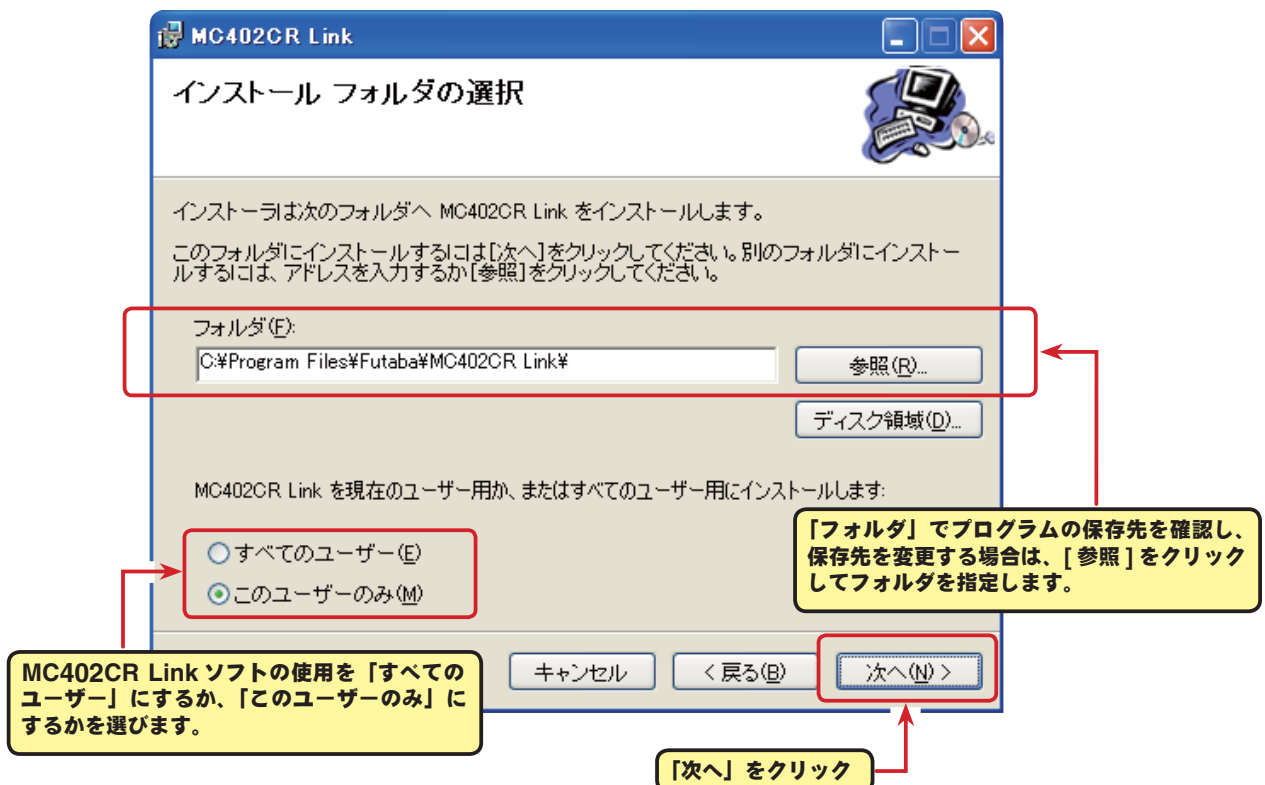 MC402CR Link
インストール フォルダの選択
インストーラは次のフォルダへ MC402CR Link をインストールします。
このフォルダにインストールするには[次へ]をクリックしてください。別のフォルダにインストー
ルするには、アドレスを入力するか[参照]をクリックしてください。
フォルダ(F):
C:¥Program Files¥Futaba¥MC402CR Link¥
参照(R)...
ディスク領域(D)...
MC402CR Link を現在のユーザー用か、またはすべてのユーザー用にインストールします:
すべてのユーザー(E)
このユーザーのみ(M)
「フォルダ」でプログラムの保存先を確認し、
保存先を変更する場合は、[ 参照 ] をクリック
してフォルダを指定します。
MC402CR Link ソフトの使用を「すべての
ユーザー」にするか、「このユーザーのみ」に
するかを選びます。
キャンセル
< 戻る(B)
次へ(N) >
「次へ」をクリック